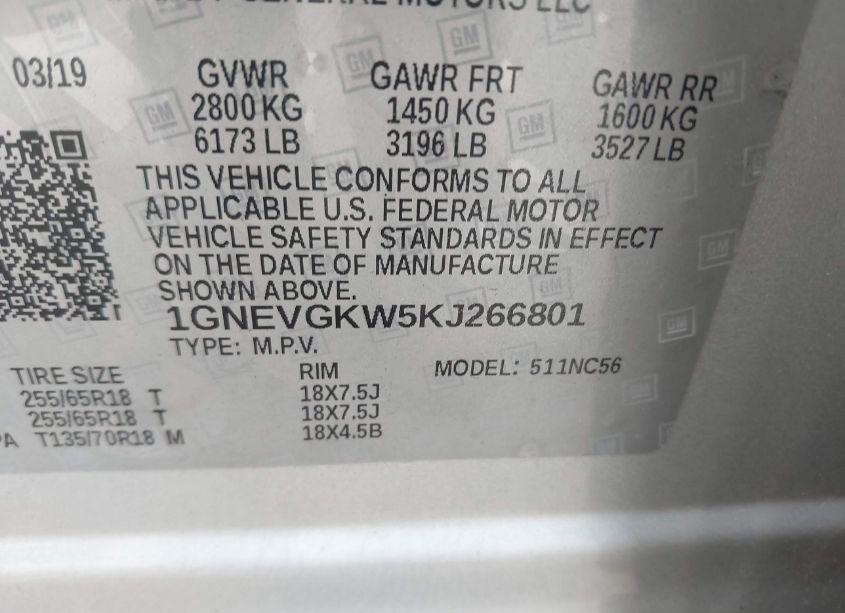 GENERAL MOTORS LLC
03/19
GVWR GAWR FRT GAWR RR
2800 KG 1450 KG 1600 KG
6173 LB 3196 LB 3527 LB
THIS VEHICLE CONFORMS TO ALL
APPLICABLE U.S. FEDERAL MOTOR
VEHICLE SAFETY STANDARDS IN EFFECT
ON THE DATE OF MANUFACTURE
SHOWN ABOVE.
1GNEVGKW5KJ266801
TYPE: M.P.V.
MODEL: 511NC56
TIRE SIZE RIM
255/65R18 T 18X7.5J
255/65R18 T 18X7.5J
T135/70R18 M 18X4.5B